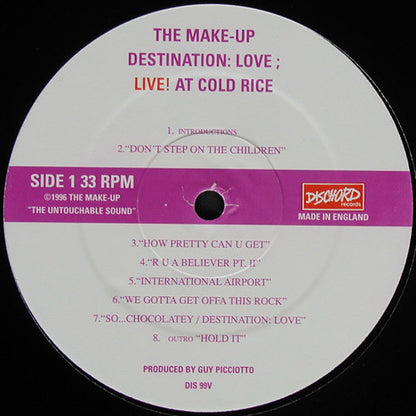 THE MAKE-UP
DESTINATION: LOVE ;
LIVE! AT COLD RICE
1. INTRODUCTIONS
2."DON'T STEP ON THE CHILDREN"
SIDE 1 33 RPM
©1996 THE MAKE-UP
"THE UNTOUCHABLE SOUND"
DISCHORD
records
MADE IN ENGLAND
3."HOW PRETTY CAN U GET"
4."R U A BELIEVER PT. II"
5."INTERNATIONAL AIRPORT"
6."WE GOTTA GET OFFA THIS ROCK"
7."SO...CHOCOLATEY / DESTINATION: LOVE"
8. OUTRO "HOLD IT"
PRODUCED BY GUY PICCIOTTO
DIS 99V